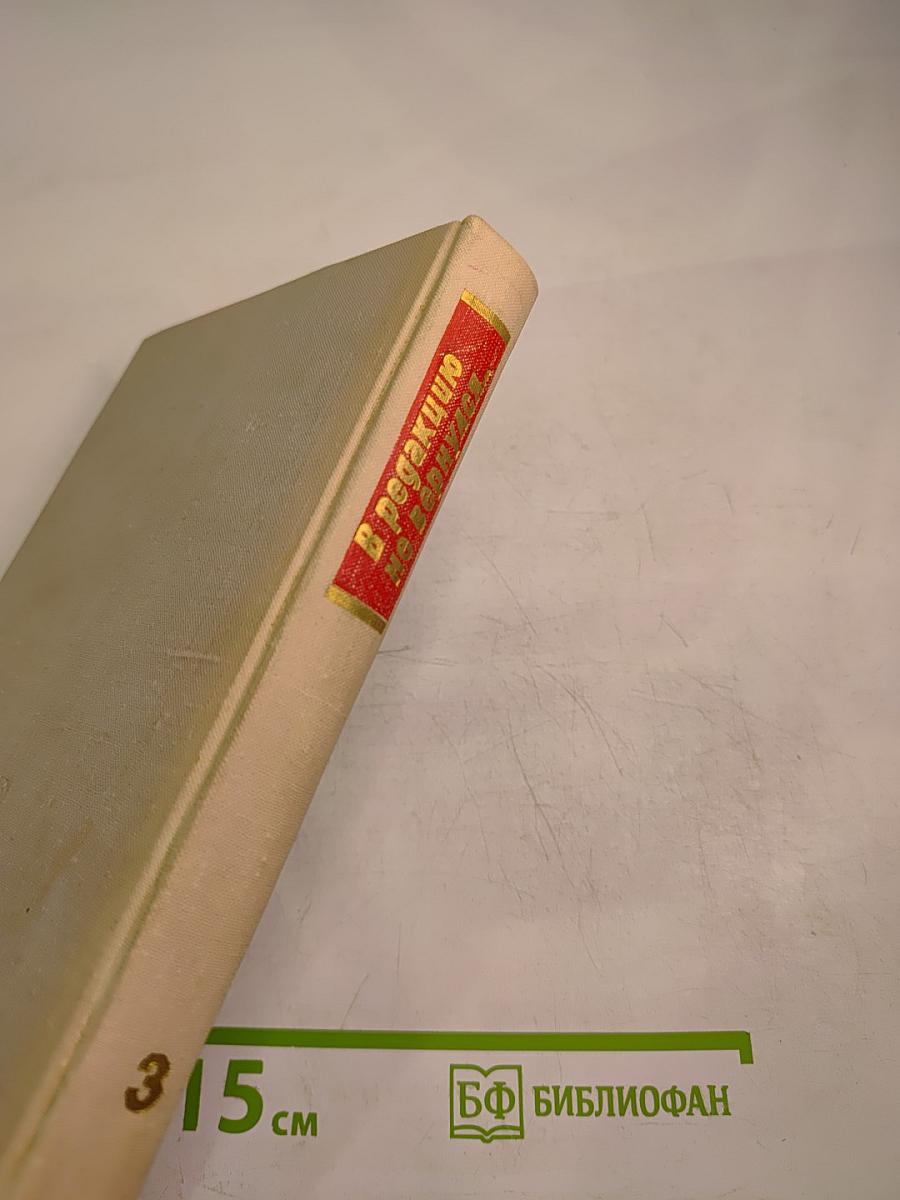 В редакцию
не вернулся...
3
15 см
БФ БИБЛИОФАН